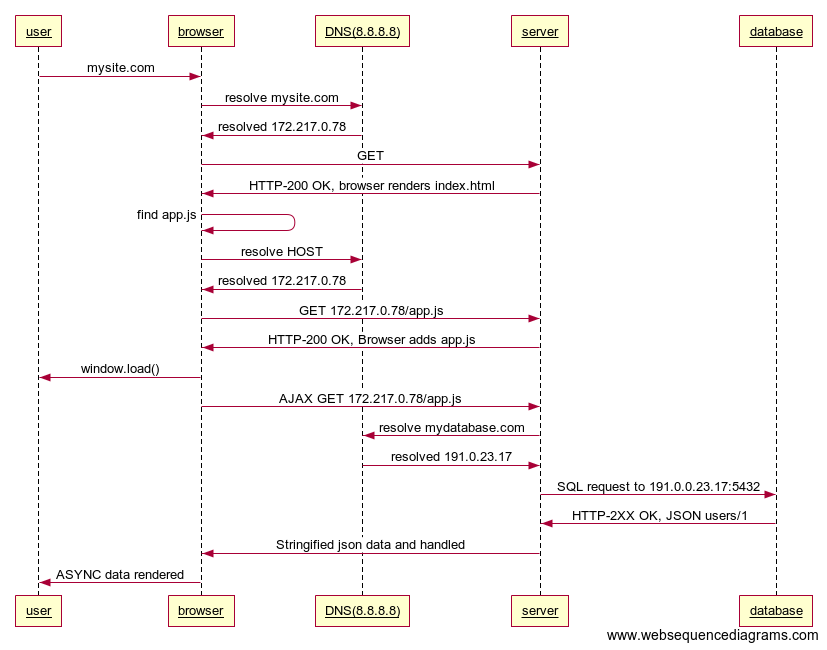 user browser DNS(8.8.8.8) server database
mysite.com
resolve mysite.com
resolved 172.217.0.78
GET
HTTP-200 OK, browser renders index.html
find app.js
resolve HOST
resolved 172.217.0.78
GET 172.217.0.78/app.js
HTTP-200 OK, Browser adds app.js
window.load()
AJAX GET 172.217.0.78/app.js
resolve mydatabase.com
resolved 191.0.23.17
SQL request to 191.0.0.23.17:5432
HTTP-2XX OK, JSON users/1
Stringified json data and handled
ASYNC data rendered
user browser DNS(8.8.8.8) server database
www.websequencediagrams.com